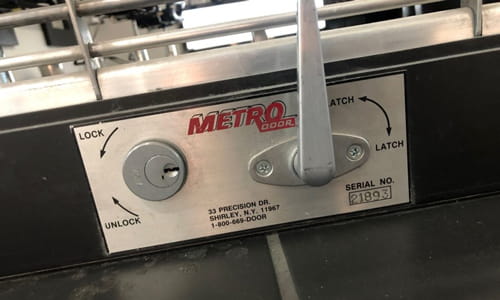 LOCK
METRO
DOOR
LATCH
LATCH
UNLOCK
33 PRECISION DR.
SHIRLEY, N.Y. 11967
1-800-669-DOOR
SERIAL NO.
21893